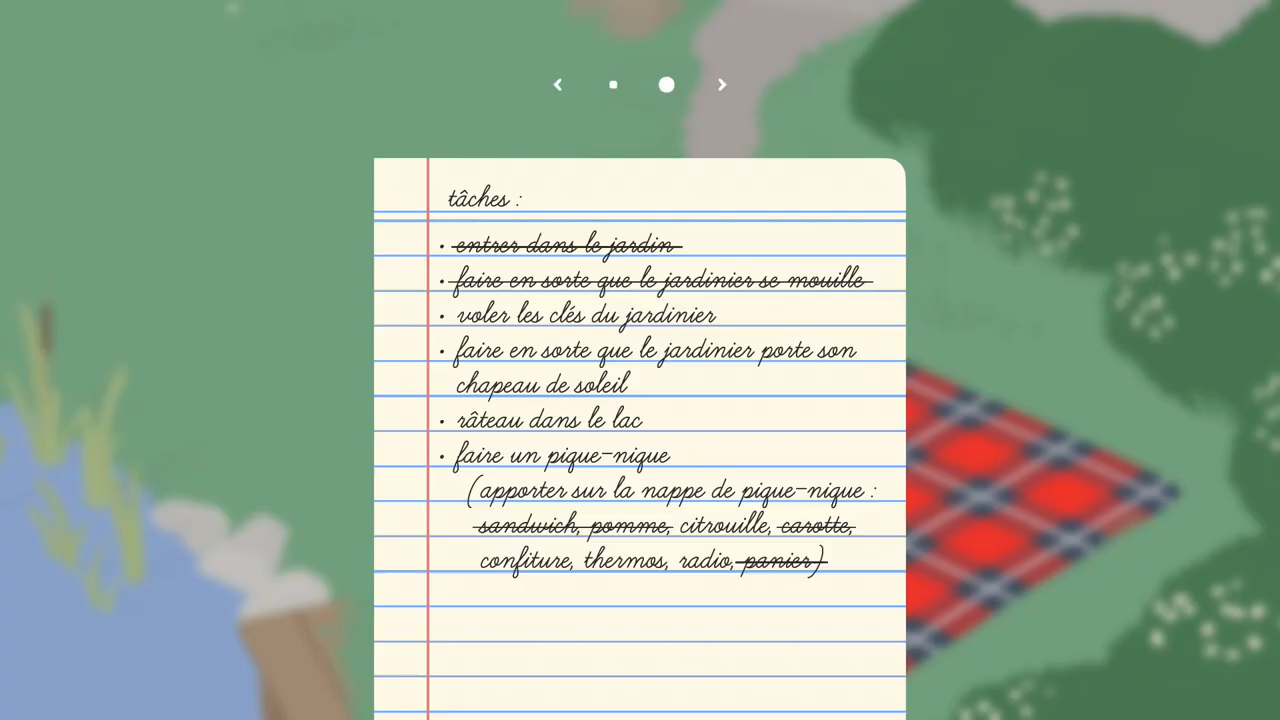 tâches :
• entrer dans le jardin
• faire en sorte que le jardinier se mouille
• voler les clés du jardinier
• faire en sorte que le jardinier porte son
chapeau de soleil
• râteau dans le lac
• faire un pique-nique
(apporter sur la nappe de pique-nique :
sandwich, pomme, citrouille, carotte,
confiture, thermos, radio, panier)